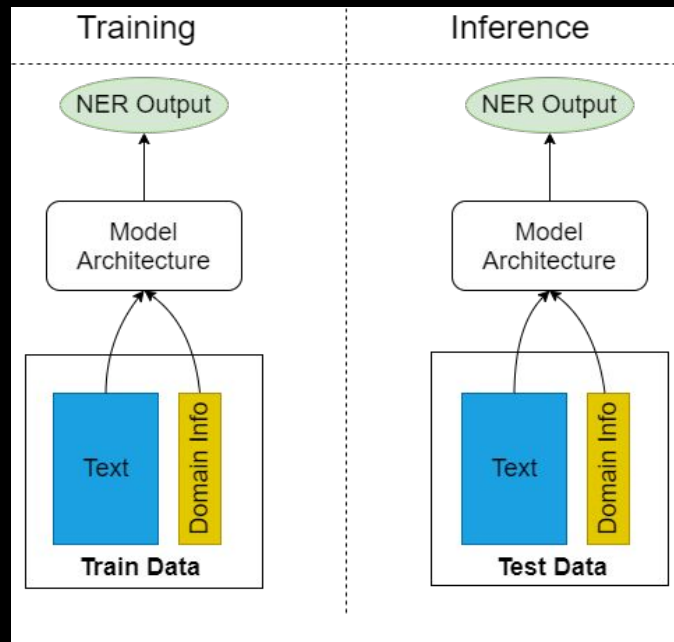 Training
Inference
NER Output
NER Output
Model
Architecture
Model
Architecture
Text
Domain Info
Text
Domain Info
Train Data
Test Data